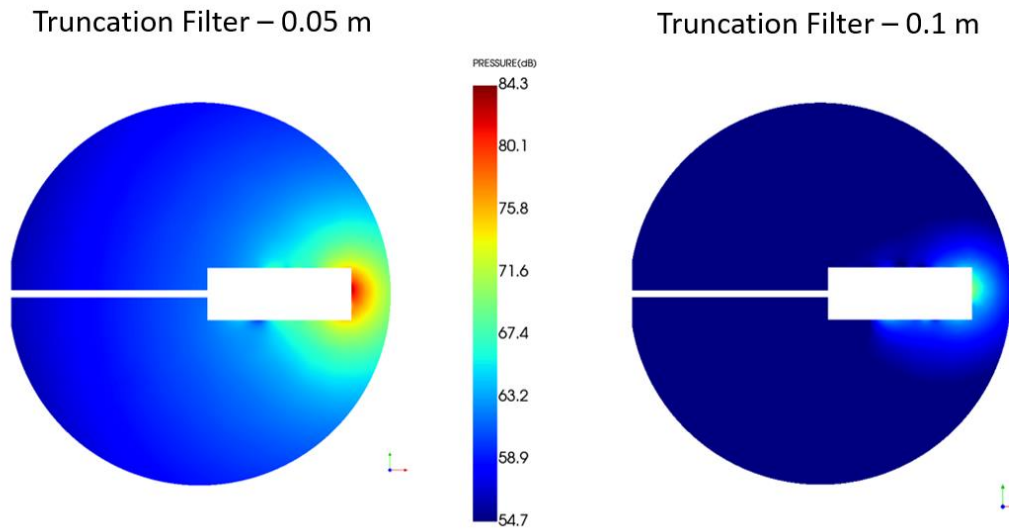 Truncation Filter – 0.05 m
Truncation Filter – 0.1 m
PRESSURE(dB)
84.3
80.1
75.8
71.6
67.4
63.2
58.9
54.7